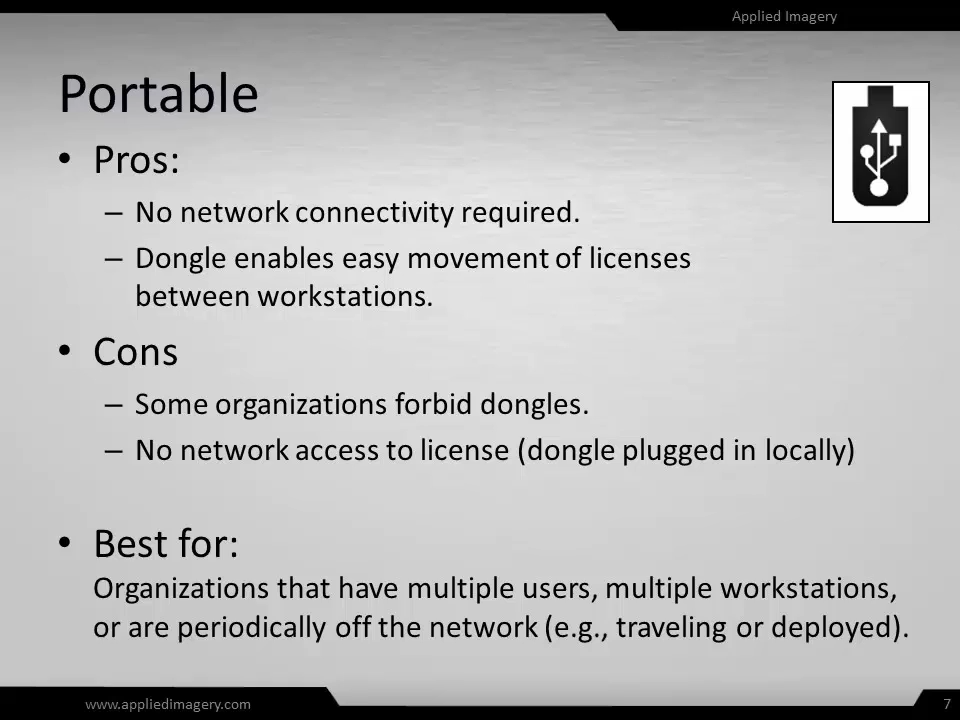 Applied Imagery
Portable
• Pros:
– No network connectivity required.
– Dongle enables easy movement of licenses
between workstations.
• Cons
– Some organizations forbid dongles.
– No network access to license (dongle plugged in locally)
• Best for:
Organizations that have multiple users, multiple workstations,
or are periodically off the network (e.g., traveling or deployed).
www.appliedimagery.com
7